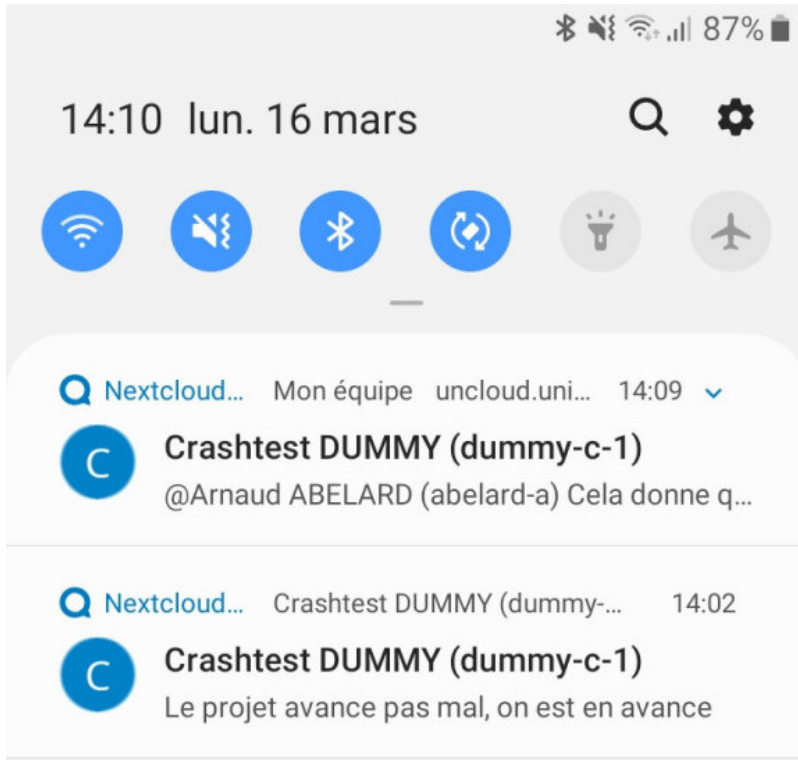 87%
14:10 lun. 16 mars
Nextcloud... Mon équipe uncloud.uni... 14:09
C
Crashtest DUMMY (dummy-c-1)
@Arnaud ABELARD (abelard-a) Cela donne q...
Nextcloud... Crashtest DUMMY (dummy-... 14:02
C
Crashtest DUMMY (dummy-c-1)
Le projet avance pas mal, on est en avance